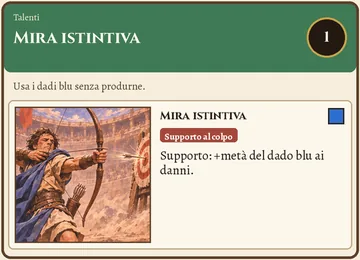 Talenti
Mira istintiva
1
Usa i dadi blu senza produrne.
Mira istintiva
Supporto al colpo
Supporto: +metà del dado blu ai
danni.